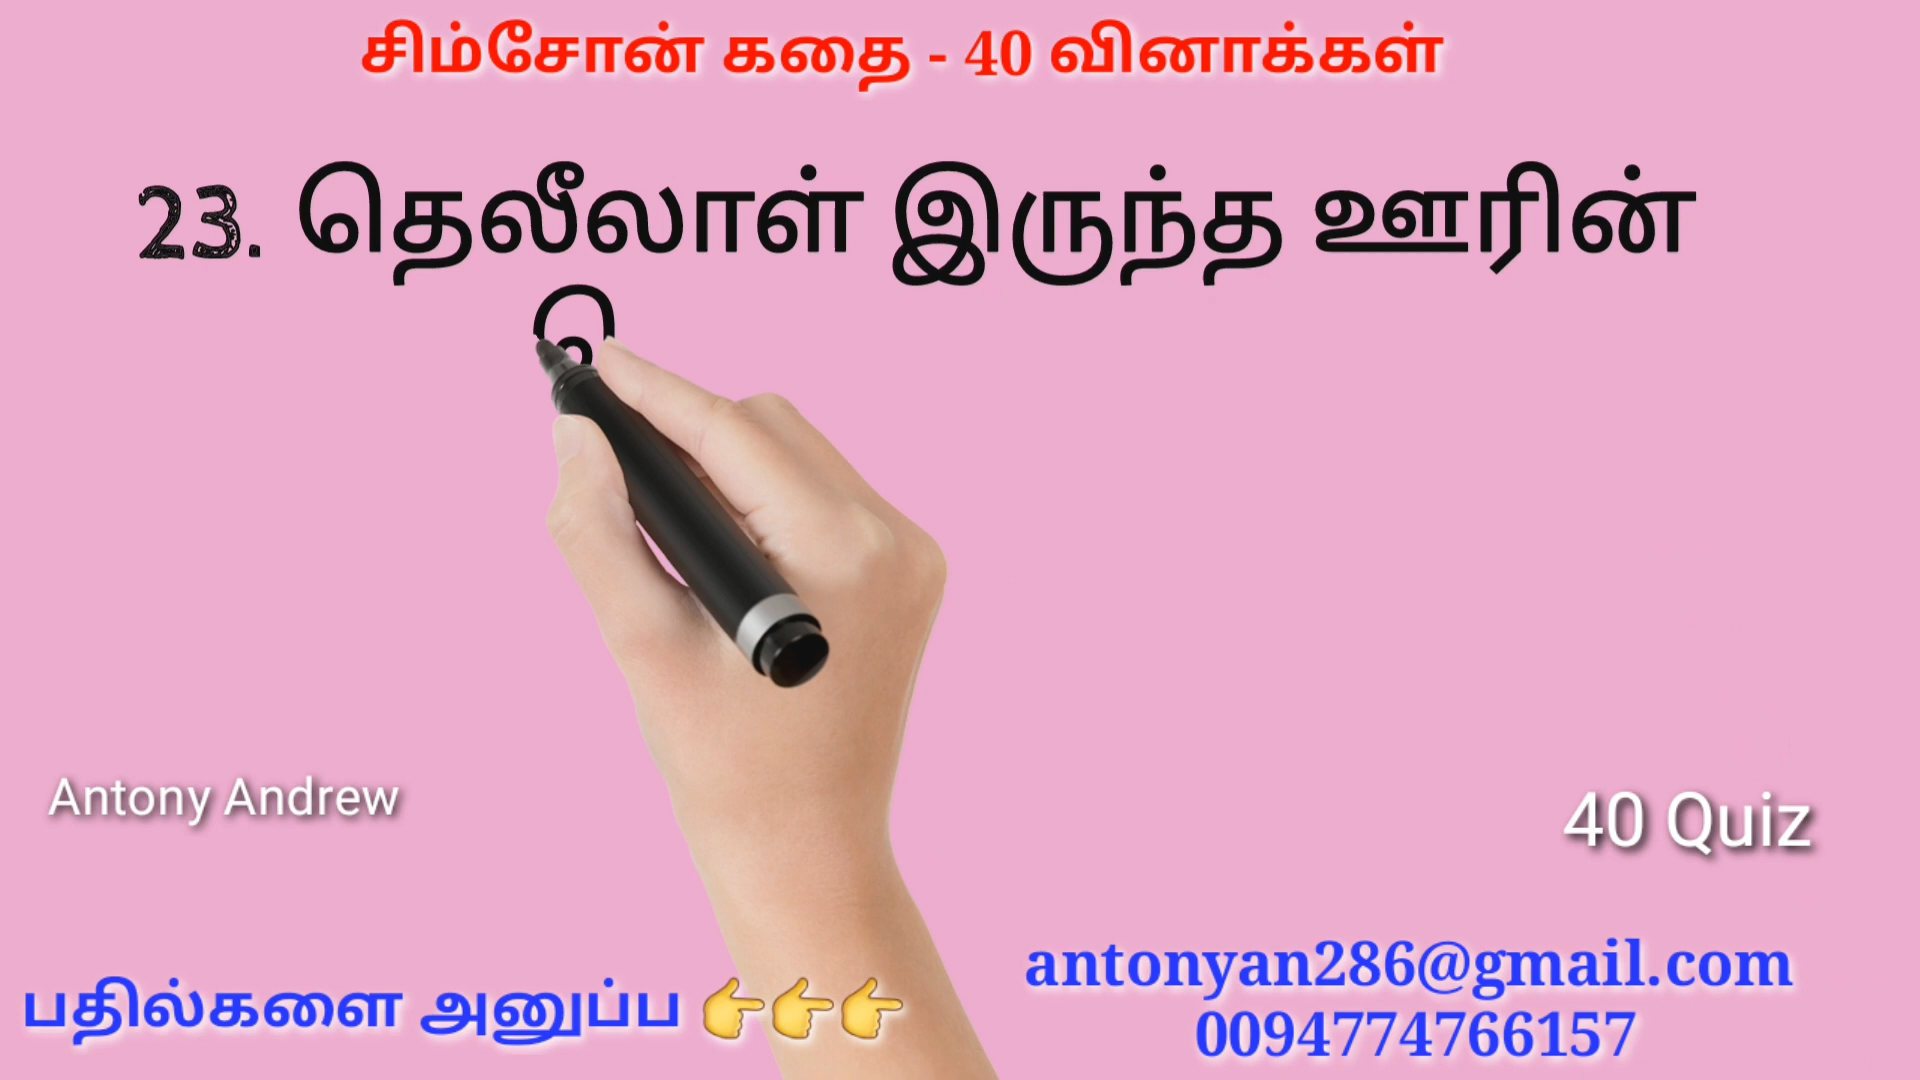 சிம்சோன் கதை - 40 வினாக்கள்
23. தெலீலாள் இருந்த ஊரின்
Antony Andrew
40 Quiz
பதில்களை அனுப்ப 👉👉👉
antonyan286@gmail.com
0094774766157